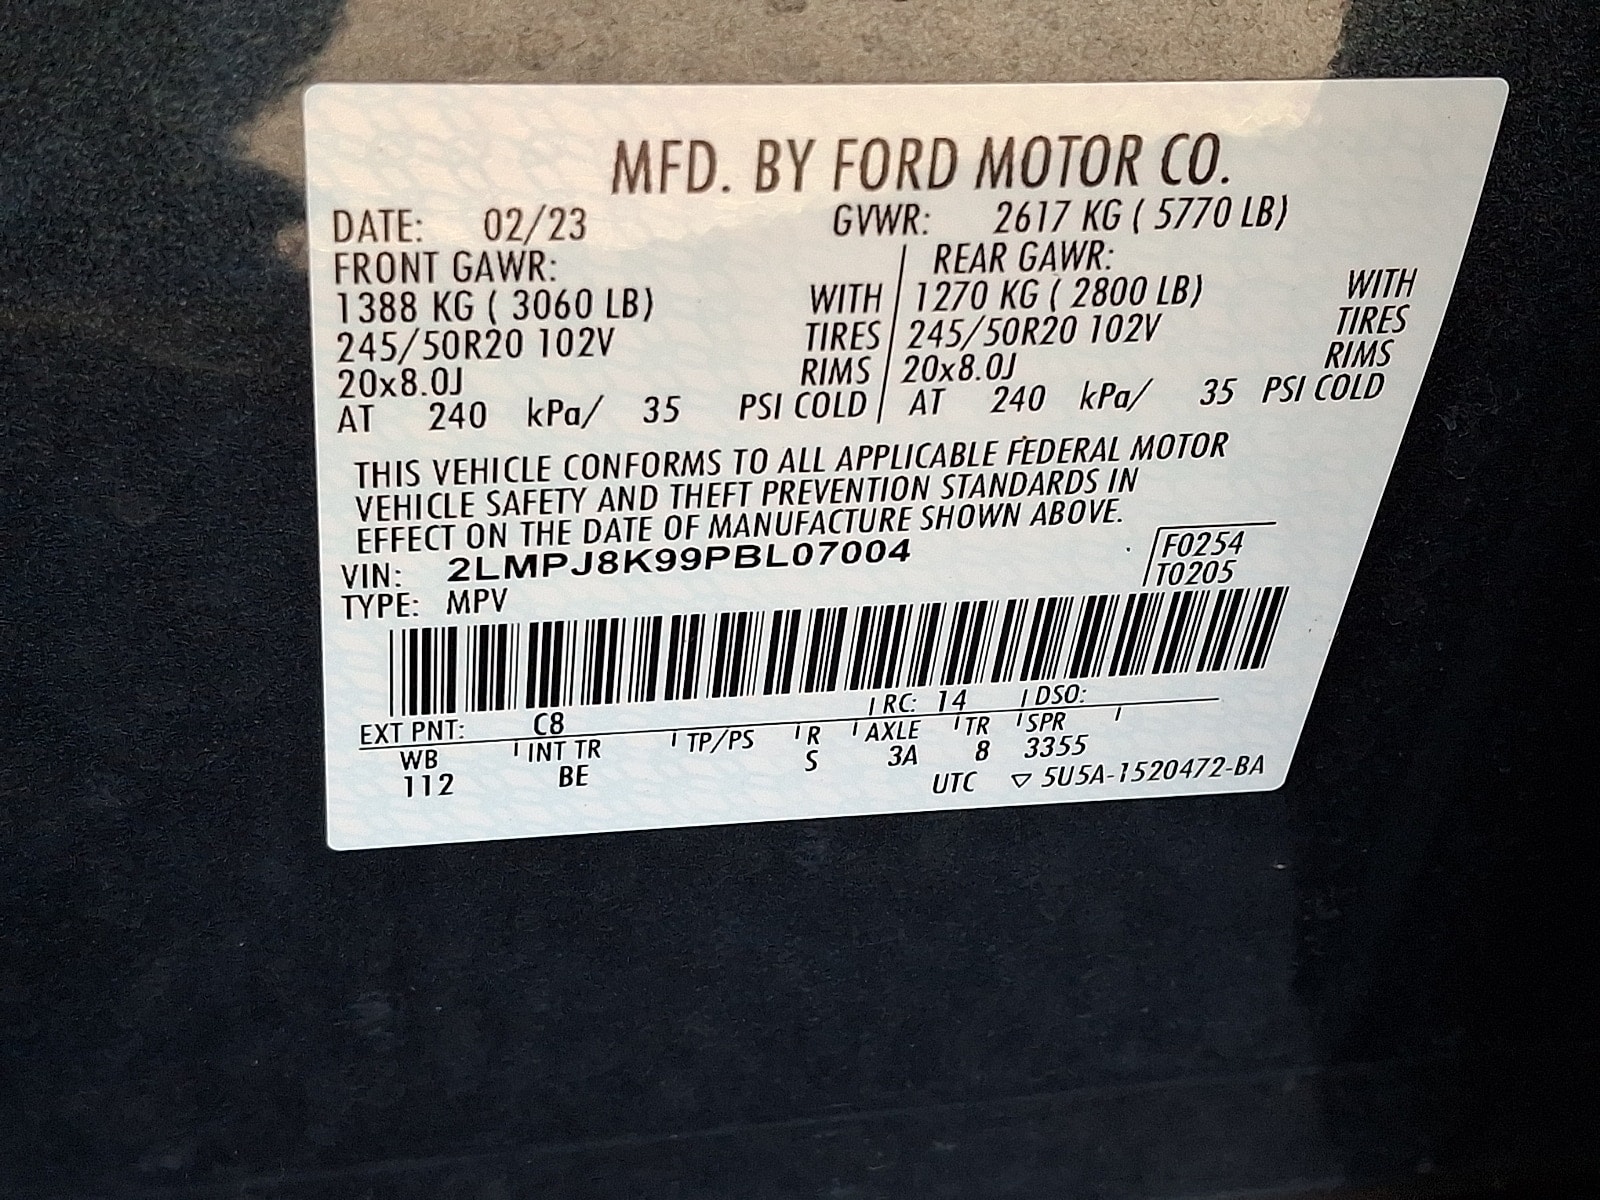 MFD. BY FORD MOTOR CO.
DATE: 02/23 GVWR: 2617 KG ( 5770 LB)
FRONT GAWR: REAR GAWR:
1388 KG ( 3060 LB) WITH 1270 KG ( 2800 LB) WITH
245/50R20 102V TIRES 245/50R20 102V TIRES
20x8.0J RIMS 20x8.0J RIMS
AT 240 kPa/ 35 PSI COLD AT 240 kPa/ 35 PSI COLD
THIS VEHICLE CONFORMS TO ALL APPLICABLE FEDERAL MOTOR
VEHICLE SAFETY AND THEFT PREVENTION STANDARDS IN
EFFECT ON THE DATE OF MANUFACTURE SHOWN ABOVE.
VIN: 2LMPJ8K99PBL07004 F0254
TYPE: MPV T0205
EXT PNT: C8 RC: 14 DSO:
WB INT TR TP/PS R AXLE TR SPR
112 BE S 3A 8 3355
UTC ▽ 5U5A-1520472-BA